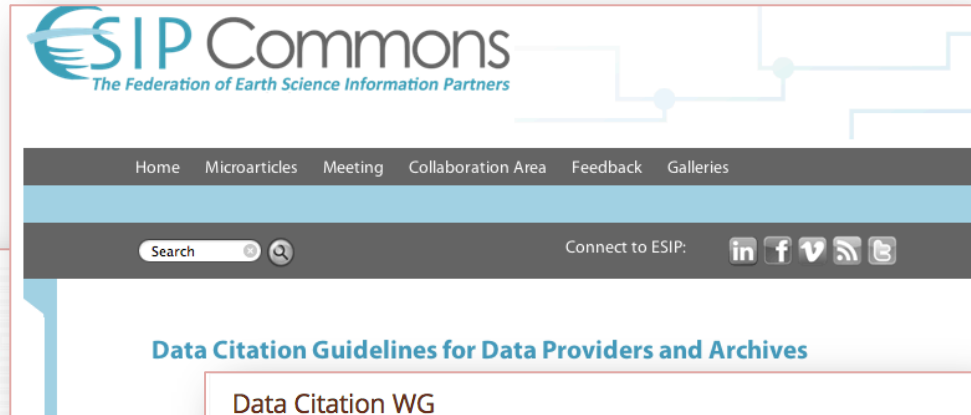 ESIP Commons
The Federation of Earth Science Information Partners
Home Microarticles Meeting Collaboration Area Feedback Galleries
Search Connect to ESIP: in f v t
Data Citation Guidelines for Data Providers and Archives
Data Citation WG